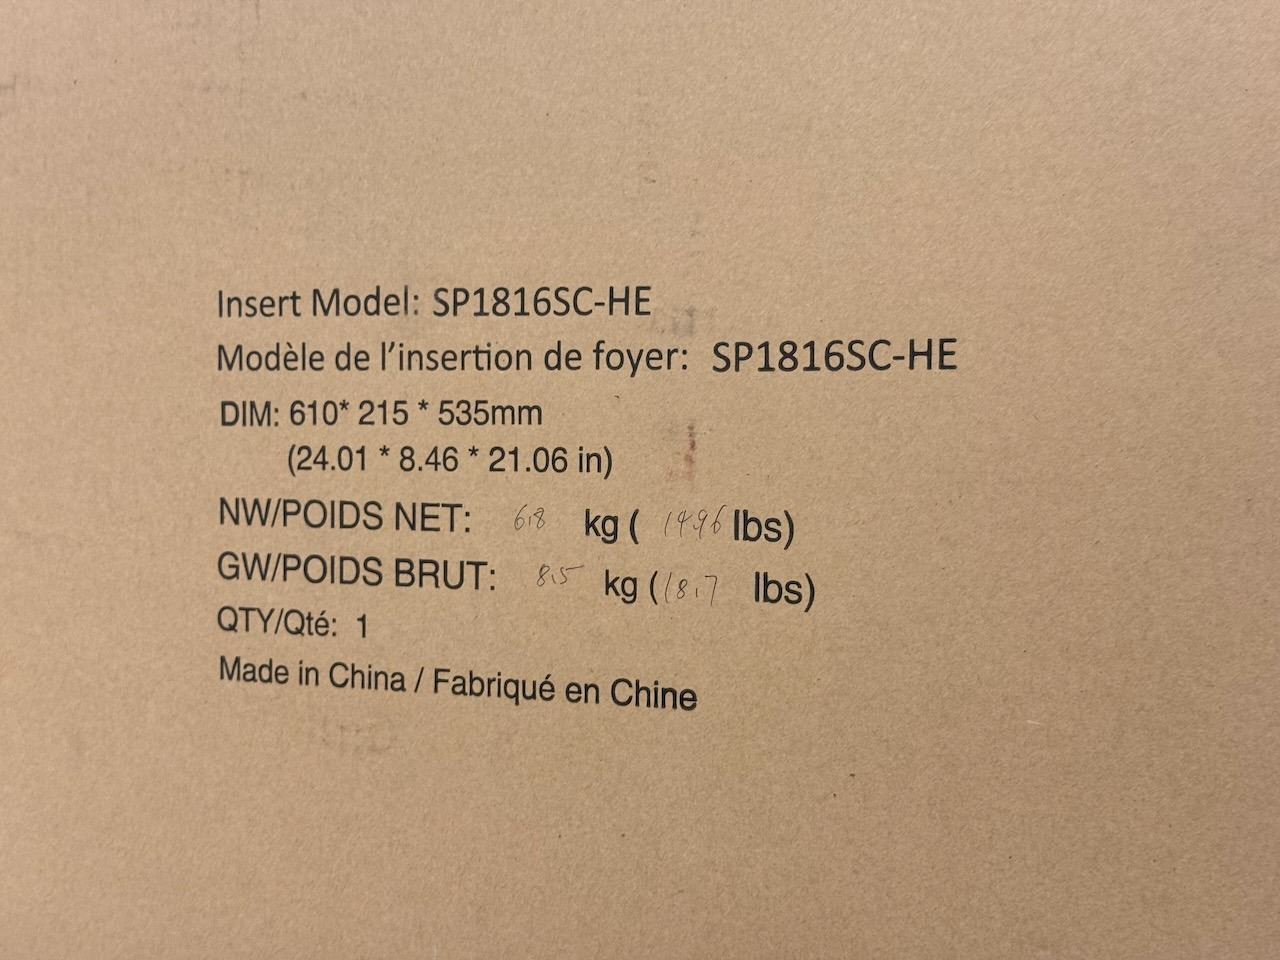 Insert Model: SP1816SC-HE
Modèle de l'insertion de foyer: SP1816SC-HE
DIM: 610* 215 * 535mm
(24.01 * 8.46 * 21.06 in)
NW/POIDS NET: 6.8 kg ( 14.96 lbs)
GW/POIDS BRUT: 8.5 kg (18.7 lbs)
QTY/Qté: 1
Made in China / Fabriqué en Chine